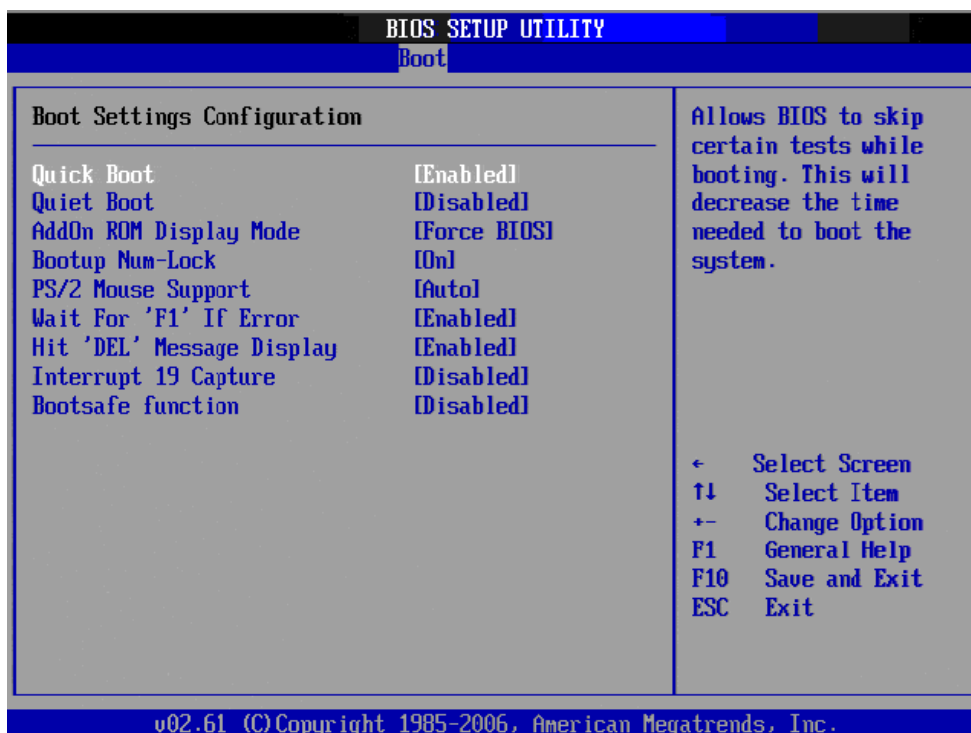 BIOS SETUP UTILITY
Boot
Boot Settings Configuration
Quick Boot [Enabled]
Quiet Boot [Disabled]
AddOn ROM Display Mode [Force BIOS]
Bootup Num-Lock [On]
PS/2 Mouse Support [Auto]
Wait For 'F1' If Error [Enabled]
Hit 'DEL' Message Display [Enabled]
Interrupt 19 Capture [Disabled]
Bootsafe function [Disabled]
Allows BIOS to skip
certain tests while
booting. This will
decrease the time
needed to boot the
system.
← Select Screen
↑↓ Select Item
+- Change Option
F1 General Help
F10 Save and Exit
ESC Exit
v02.61 (C)Copyright 1985-2006, American Megatrends, Inc.